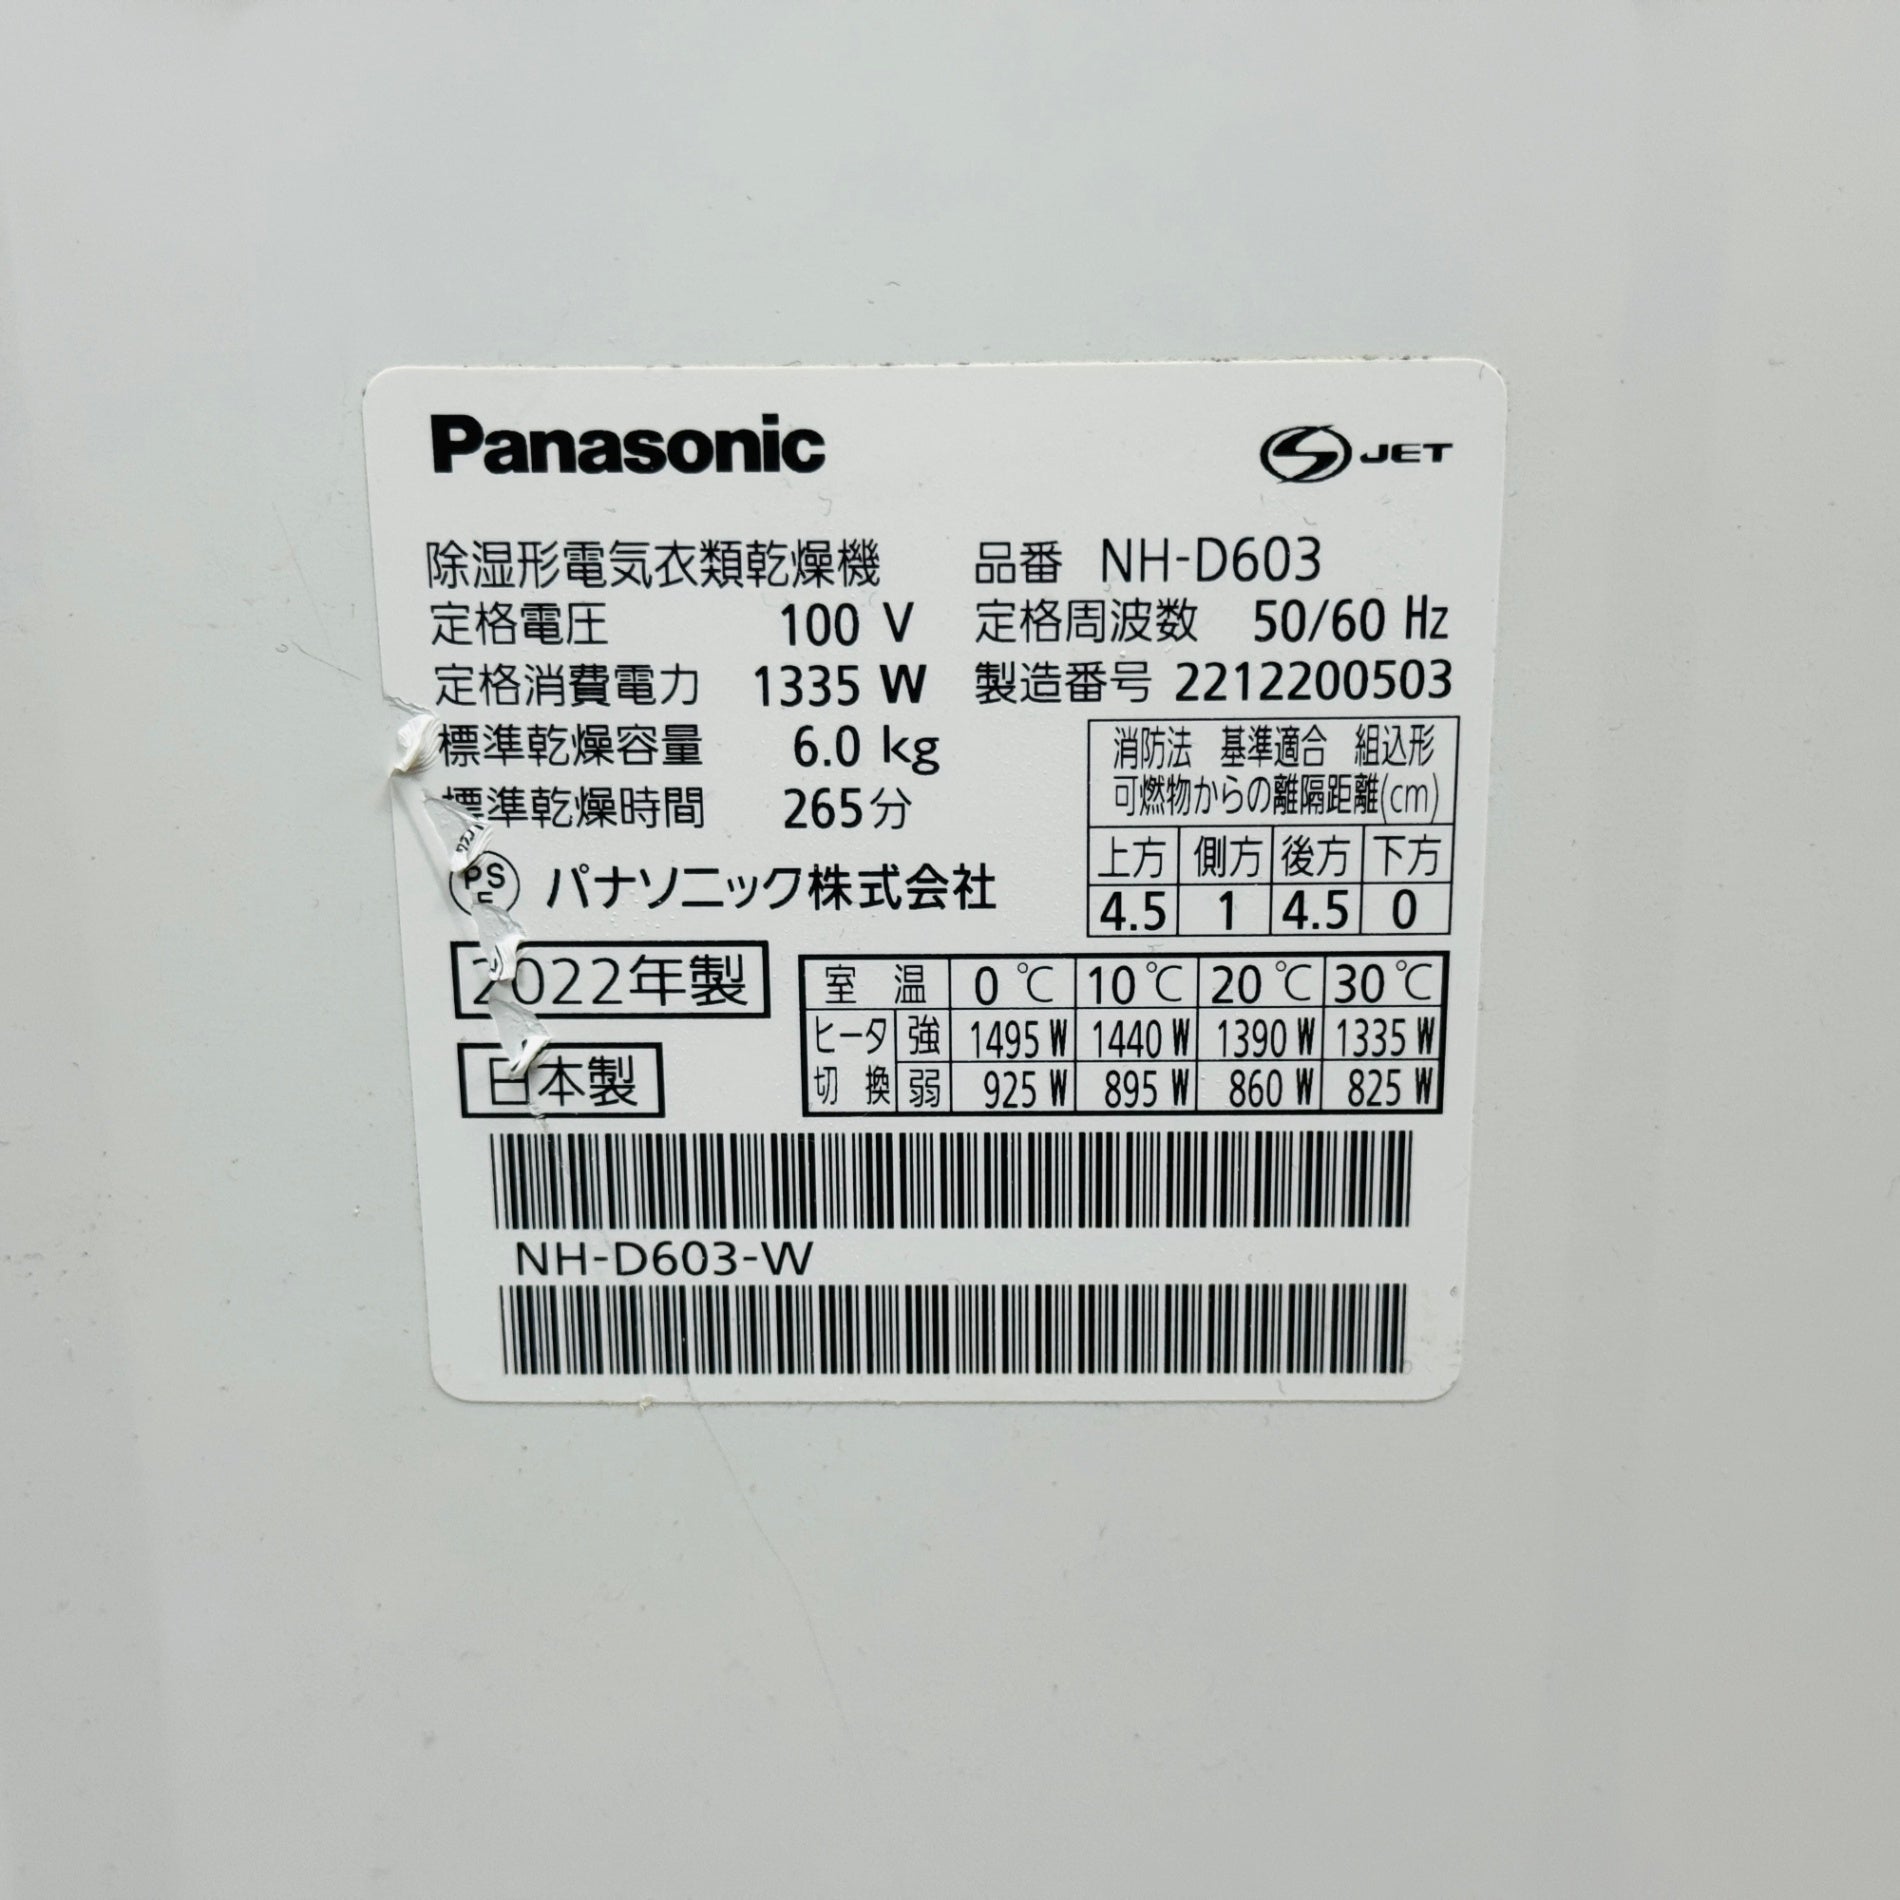 Panasonic
S JET
除湿形電気衣類乾燥機 品番 NH-D603
定格電圧 100 V 定格周波数 50/60 Hz
定格消費電力 1335 W 製造番号 2212200503
標準乾燥容量 6.0 kg
標準乾燥時間 265分
消防法 基準適合 組込形
可燃物からの離隔距離(cm)
上方 側方 後方 下方
4.5 1 4.5 0
PS
E
パナソニック株式会社
2022年製
日本製
室温 0℃ 10℃ 20℃ 30℃
ヒータ 強 1495 W 1440 W 1390 W 1335 W
切換 弱 925 W 895 W 860 W 825 W
NH-D603-W